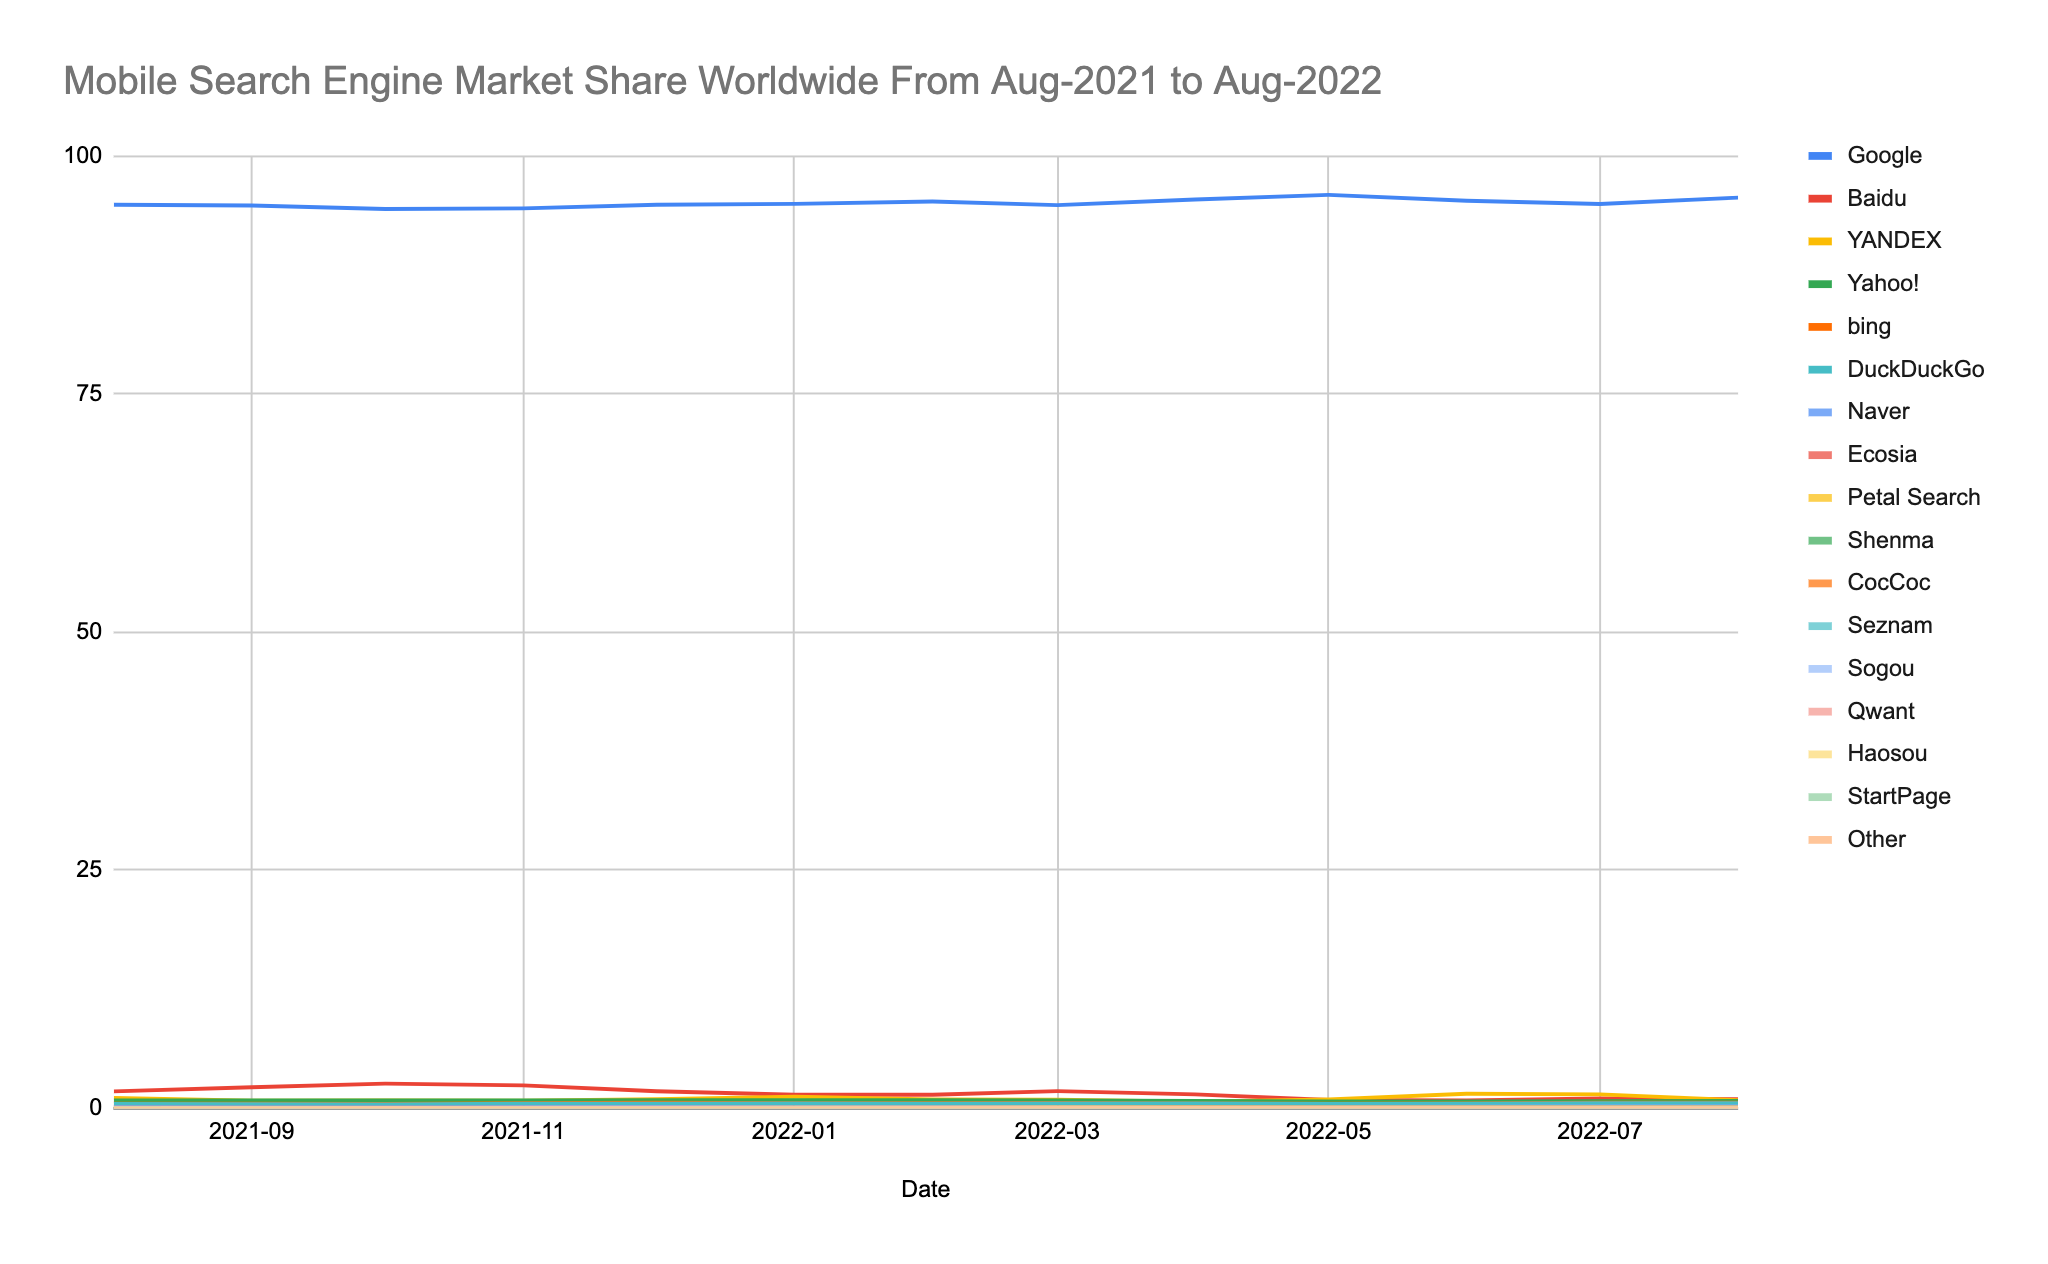 Mobile Search Engine Market Share Worldwide From Aug-2021 to Aug-2022
100
75
50
25
0
2021-09 2021-11 2022-01 2022-03 2022-05 2022-07
Date
Google
Baidu
YANDEX
Yahoo!
bing
DuckDuckGo
Naver
Ecosia
Petal Search
Shenma
CocCoc
Seznam
Sogou
Qwant
Haosou
StartPage
Other